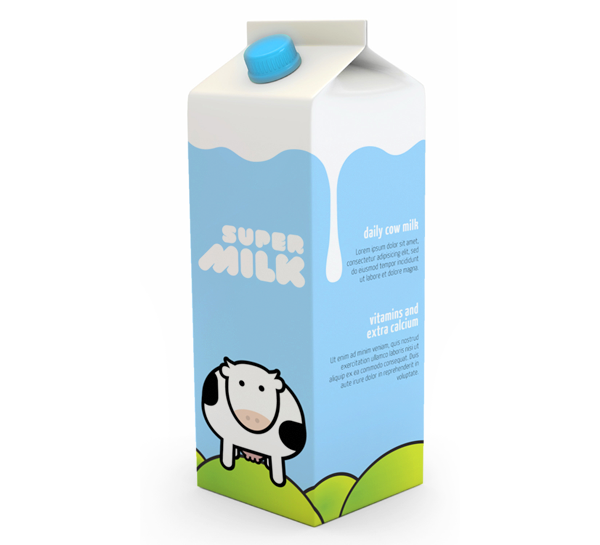 SUPER
MILK
daily cow milk
Lorem ipsum dolor sit amet,
consectetur adipisicing elit, sed
do eiusmod tempor incididunt
ut labore et dolore magna
vitamins and
extra calcium
Ut enim ad minim veniam, quis nostrud
exercitation ullamco laboris nisi ut
aliquip ex ea commodo consequat. Duis
aute irure dolor in reprehenderit in
voluptate